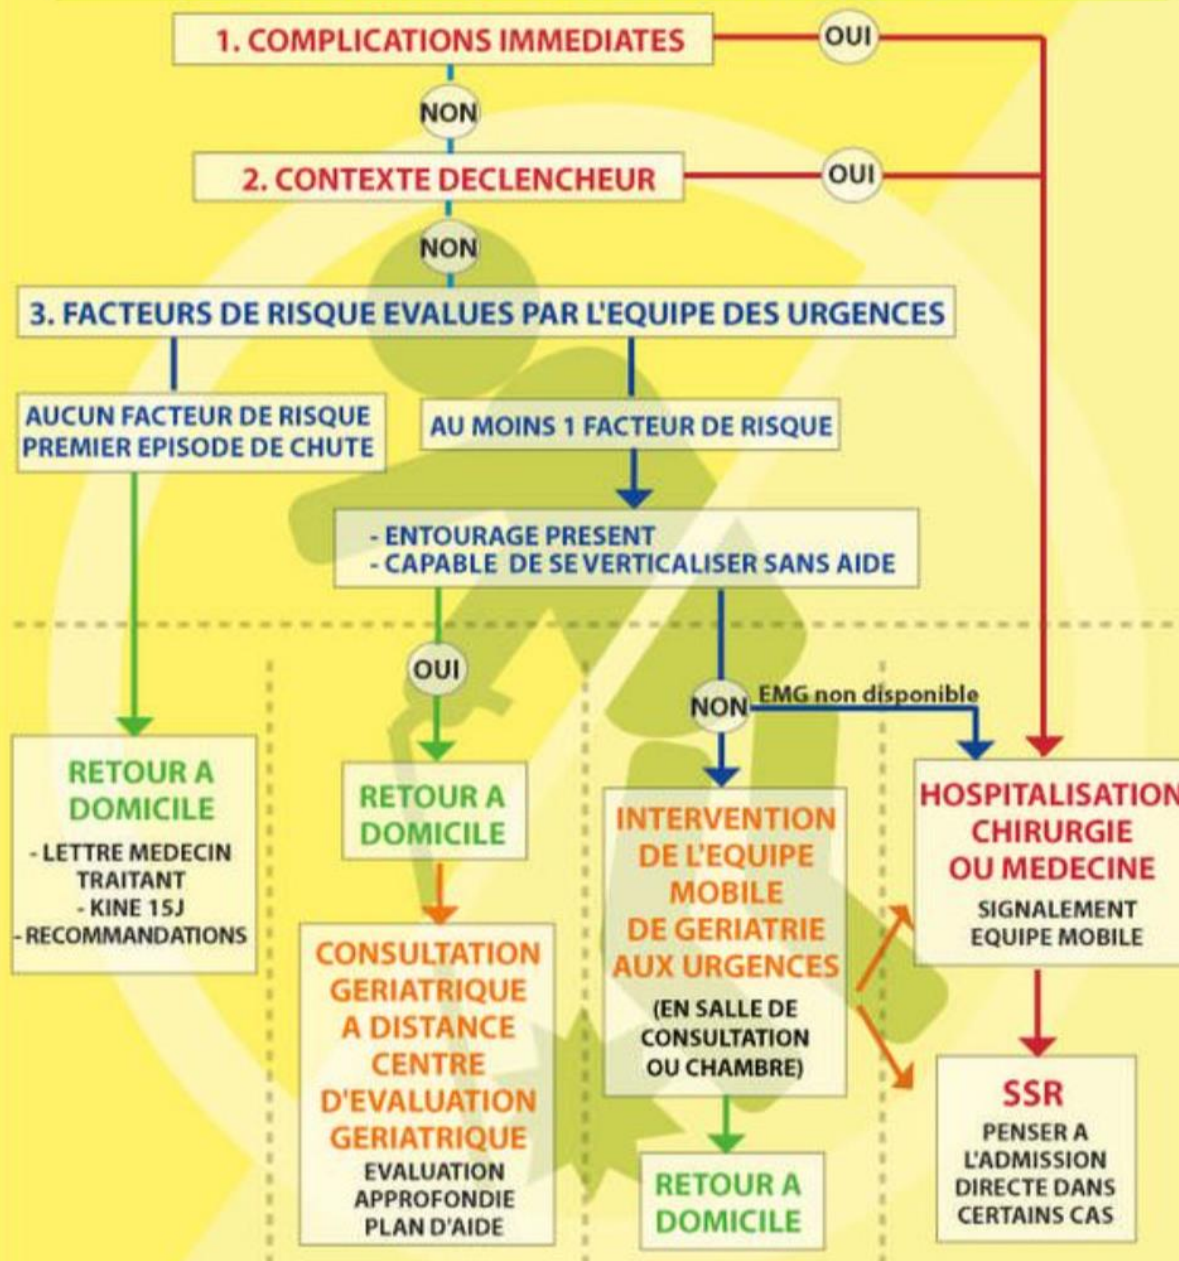 1. COMPLICATIONS IMMEDIATES
OUI
NON
2. CONTEXTE DECLENCHEUR
OUI
NON
3. FACTEURS DE RISQUE EVALUES PAR L'EQUIPE DES URGENCES
AUCUN FACTEUR DE RISQUE
PREMIER EPISODE DE CHUTE
AU MOINS 1 FACTEUR DE RISQUE
- ENTOURAGE PRESENT
- CAPABLE DE SE VERTICALISER SANS AIDE
OUI
NON
EMG non disponible
RETOUR A
DOMICILE
- LETTRE MEDECIN
TRAITANT
- KINE 15J
- RECOMMANDATIONS
RETOUR A
DOMICILE
CONSULTATION
GERIATRIQUE
A DISTANCE
CENTRE
D'EVALUATION
GERIATRIQUE
EVALUATION
APPROFONDIE
PLAN D'AIDE
INTERVENTION
DE L'EQUIPE
MOBILE
DE GERIATRIE
AUX URGENCES
(EN SALLE DE
CONSULTATION
OU CHAMBRE)
RETOUR A
DOMICILE
HOSPITALISATION
CHIRURGIE
OU MEDECINE
SIGNALEMENT
EQUIPE MOBILE
SSR
PENSER A
L'ADMISSION
DIRECTE DANS
CERTAINS CAS